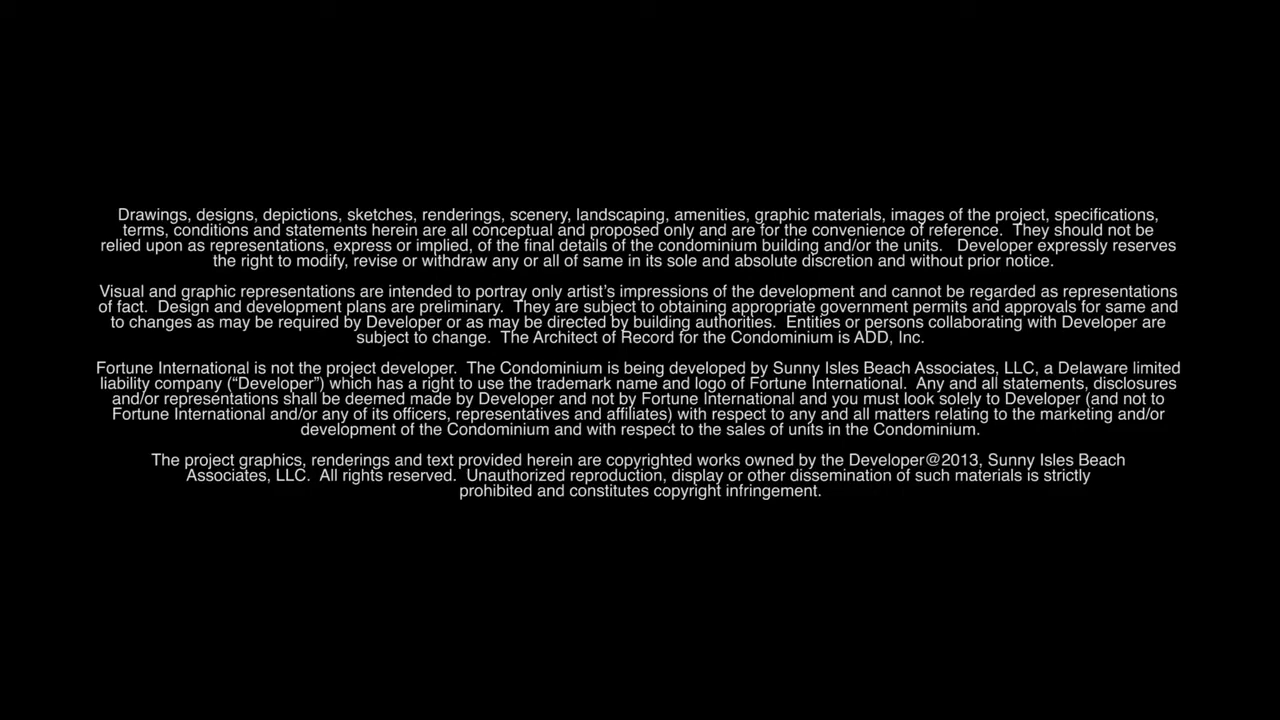 Drawings, designs, depictions, sketches, renderings, scenery, landscaping, amenities, graphic materials, images of the project, specifications,
terms, conditions and statements herein are all conceptual and proposed only and are for the convenience of reference.  They should not be
relied upon as representations, express or implied, of the final details of the condominium building and/or the units.   Developer expressly reserves
the right to modify, revise or withdraw any or all of same in its sole and absolute discretion and without prior notice.
Visual and graphic representations are intended to portray only artist’s impressions of the development and cannot be regarded as representations
of fact.  Design and development plans are preliminary.  They are subject to obtaining appropriate government permits and approvals for same and
to changes as may be required by Developer or as may be directed by building authorities.  Entities or persons collaborating with Developer are
subject to change.  The Architect of Record for the Condominium is ADD, Inc.
Fortune International is not the project developer.  The Condominium is being developed by Sunny Isles Beach Associates, LLC, a Delaware limited
liability company (“Developer”) which has a right to use the trademark name and logo of Fortune International.  Any and all statements, disclosures
and/or representations shall be deemed made by Developer and not by Fortune International and you must look solely to Developer (and not to
Fortune International and/or any of its officers, representatives and affiliates) with respect to any and all matters relating to the marketing and/or
development of the Condominium and with respect to the sales of units in the Condominium.
The project graphics, renderings and text provided herein are copyrighted works owned by the Developer@2013, Sunny Isles Beach
Associates, LLC.  All rights reserved.  Unauthorized reproduction, display or other dissemination of such materials is strictly
prohibited and constitutes copyright infringement.